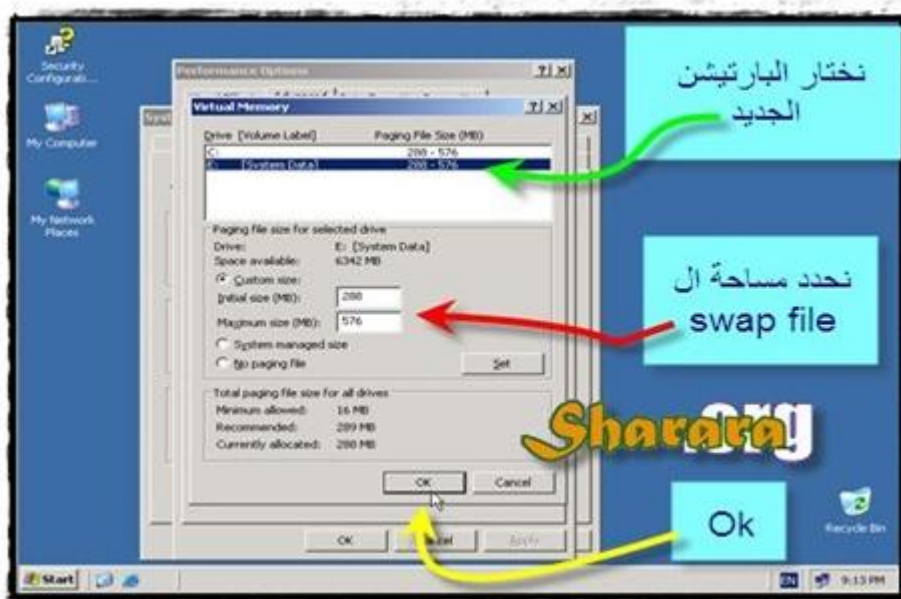 Security
Configurati...
My Computer
My Network
Places
Performance Options
Virtual Memory
Drive [Volume Label] Paging File Size (MB)
C: 288 - 576
E: [System Data] 288 - 576
Paging file size for selected drive
Drive: E: [System Data]
Space available: 6342 MB
Custom size:
Initial size (MB): 288
Maximum size (MB): 576
System managed size
No paging file
Set
Total paging file size for all drives
Minimum allowed: 16 MB
Recommended: 289 MB
Currently allocated: 288 MB
OK Cancel
OK
نختار البارتيشن
الجديد
نحدد مساحة ال
swap file
Sharara.org
Ok
Recycle Bin
Start
EN 9:13 PM